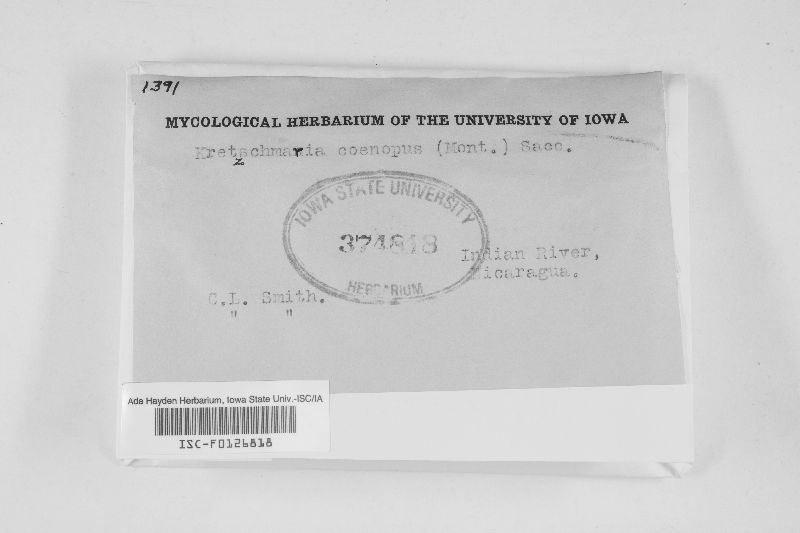 1391
MYCOLOGICAL HERBARIUM OF THE UNIVERSITY OF IOWA
Kretzschmaria coenopus (Mont.) Sacc.
IOWA STATE UNIVERSITY
374818
HERBARIUM
Indian River,
Nicaragua.
C.L. Smith.
" "
Ada Hayden Herbarium, Iowa State Univ.-ISC/IA
ISC-F0126818